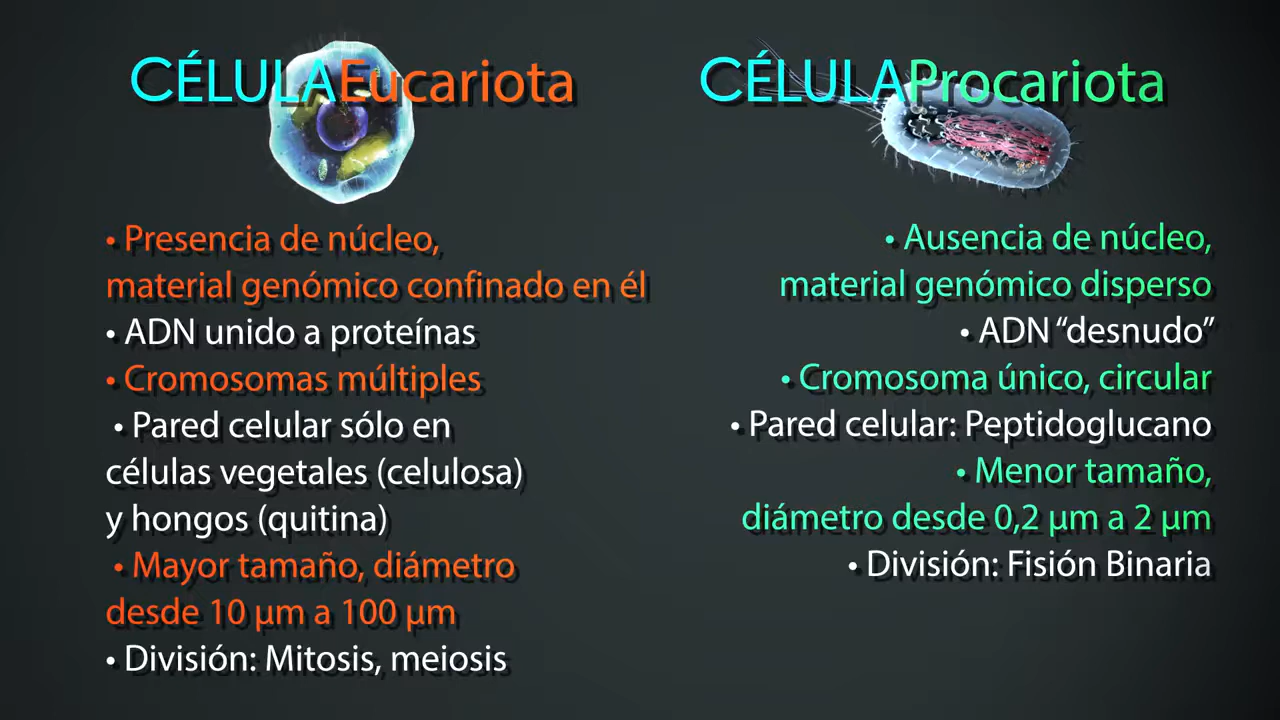 CÉLULAEucariota
• Presencia de núcleo,
material genómico confinado en él
• ADN unido a proteínas
• Cromosomas múltiples
• Pared celular sólo en
células vegetales (celulosa)
y hongos (quitina)
• Mayor tamaño, diámetro
desde 10 µm a 100 µm
• División: Mitosis, meiosis
CÉLULAProcariota
• Ausencia de núcleo,
material genómico disperso
• ADN “desnudo”
• Cromosoma único, circular
• Pared celular: Peptidoglucano
• Menor tamaño,
diámetro desde 0,2 µm a 2 µm
• División: Fisión Binaria